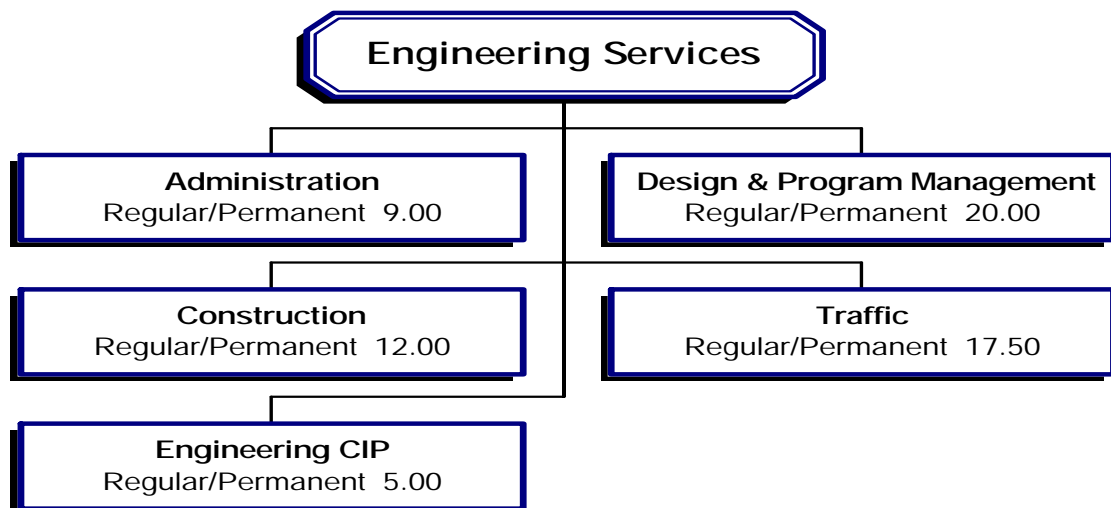 Engineering Services
Administration
Regular/Permanent 9.00
Design & Program Management
Regular/Permanent 20.00
Construction
Regular/Permanent 12.00
Traffic
Regular/Permanent 17.50
Engineering CIP
Regular/Permanent 5.00